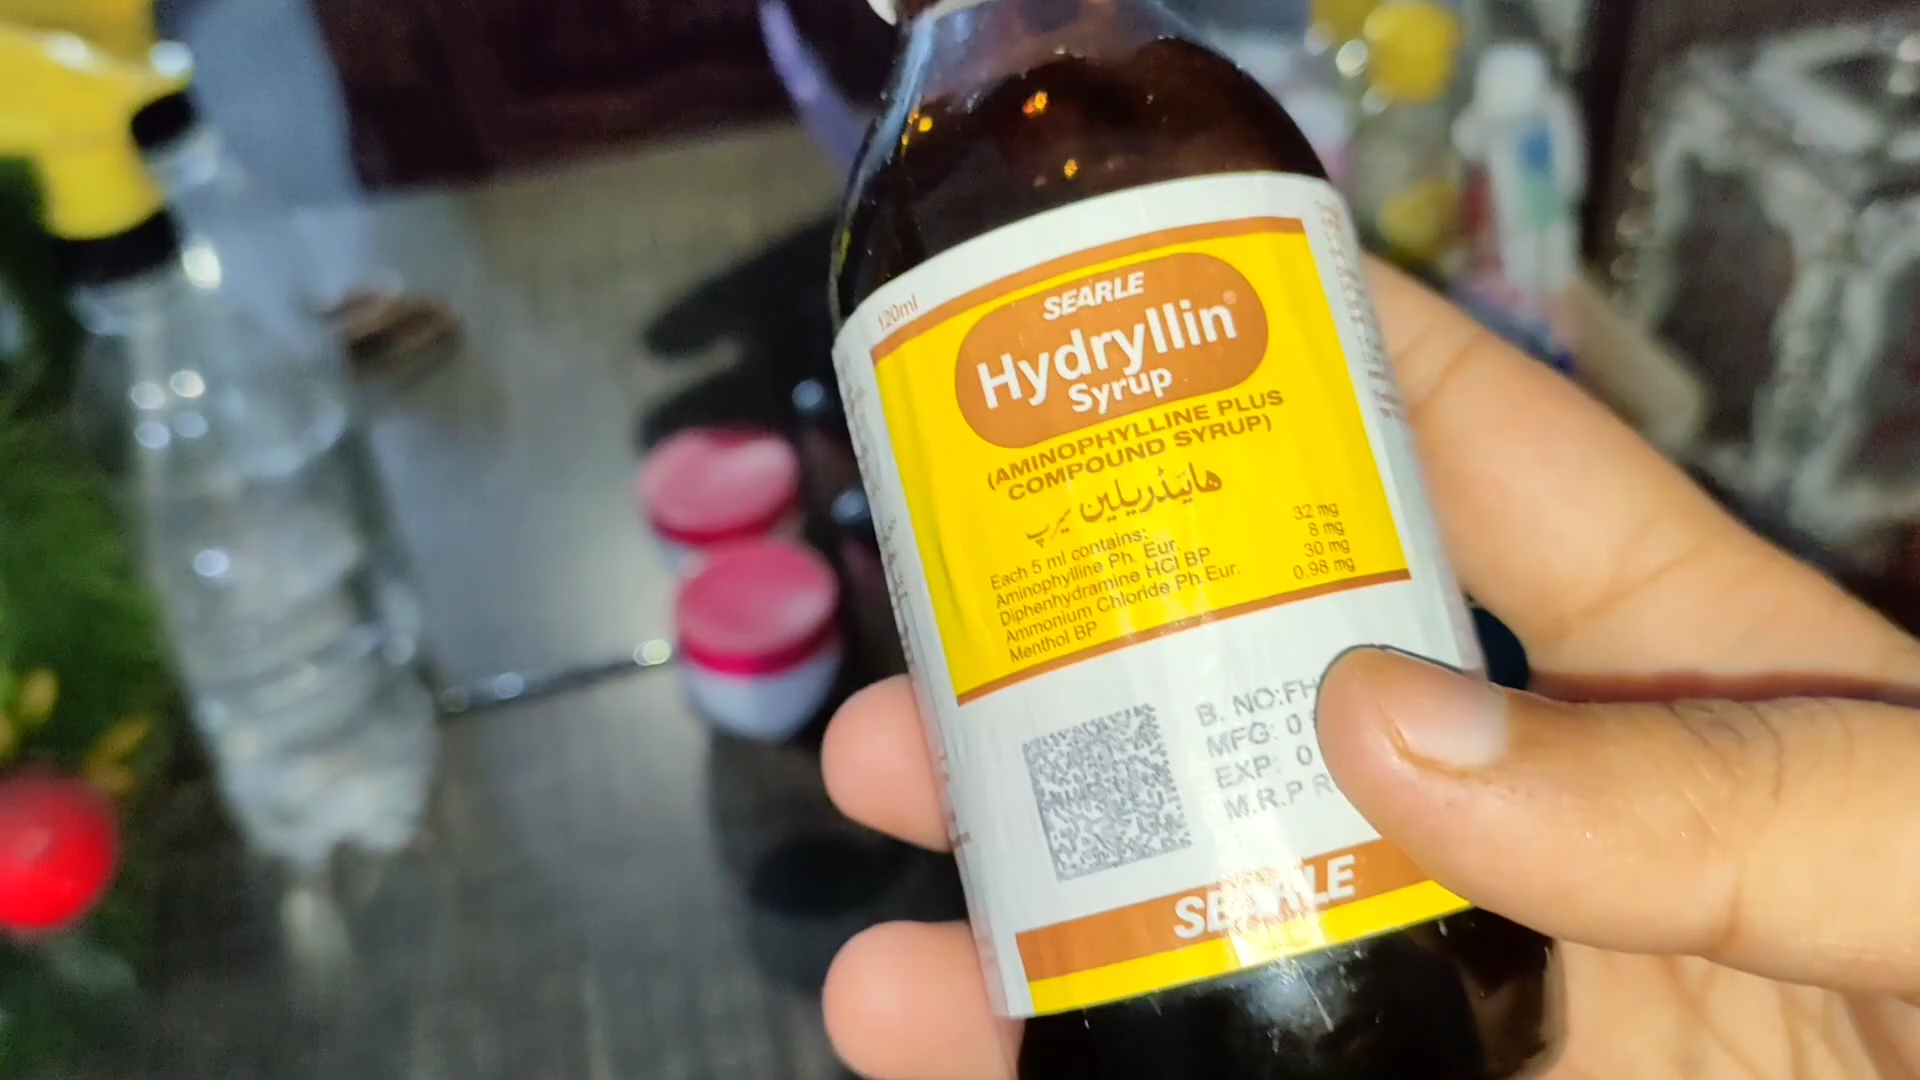 120ml
SEARLE
Hydryllin®
Syrup
(AMINOPHYLLINE PLUS
COMPOUND SYRUP)
ھائیڈریلین سیرپ
Each 5 ml contains:
Aminophylline Ph. Eur. 32 mg
Diphenhydramine HCl BP 8 mg
Ammonium Chloride Ph.Eur. 30 mg
Menthol BP 0.98 mg
B. NO:FH
MFG: 0
EXP: 0
M.R.P
SEARLE